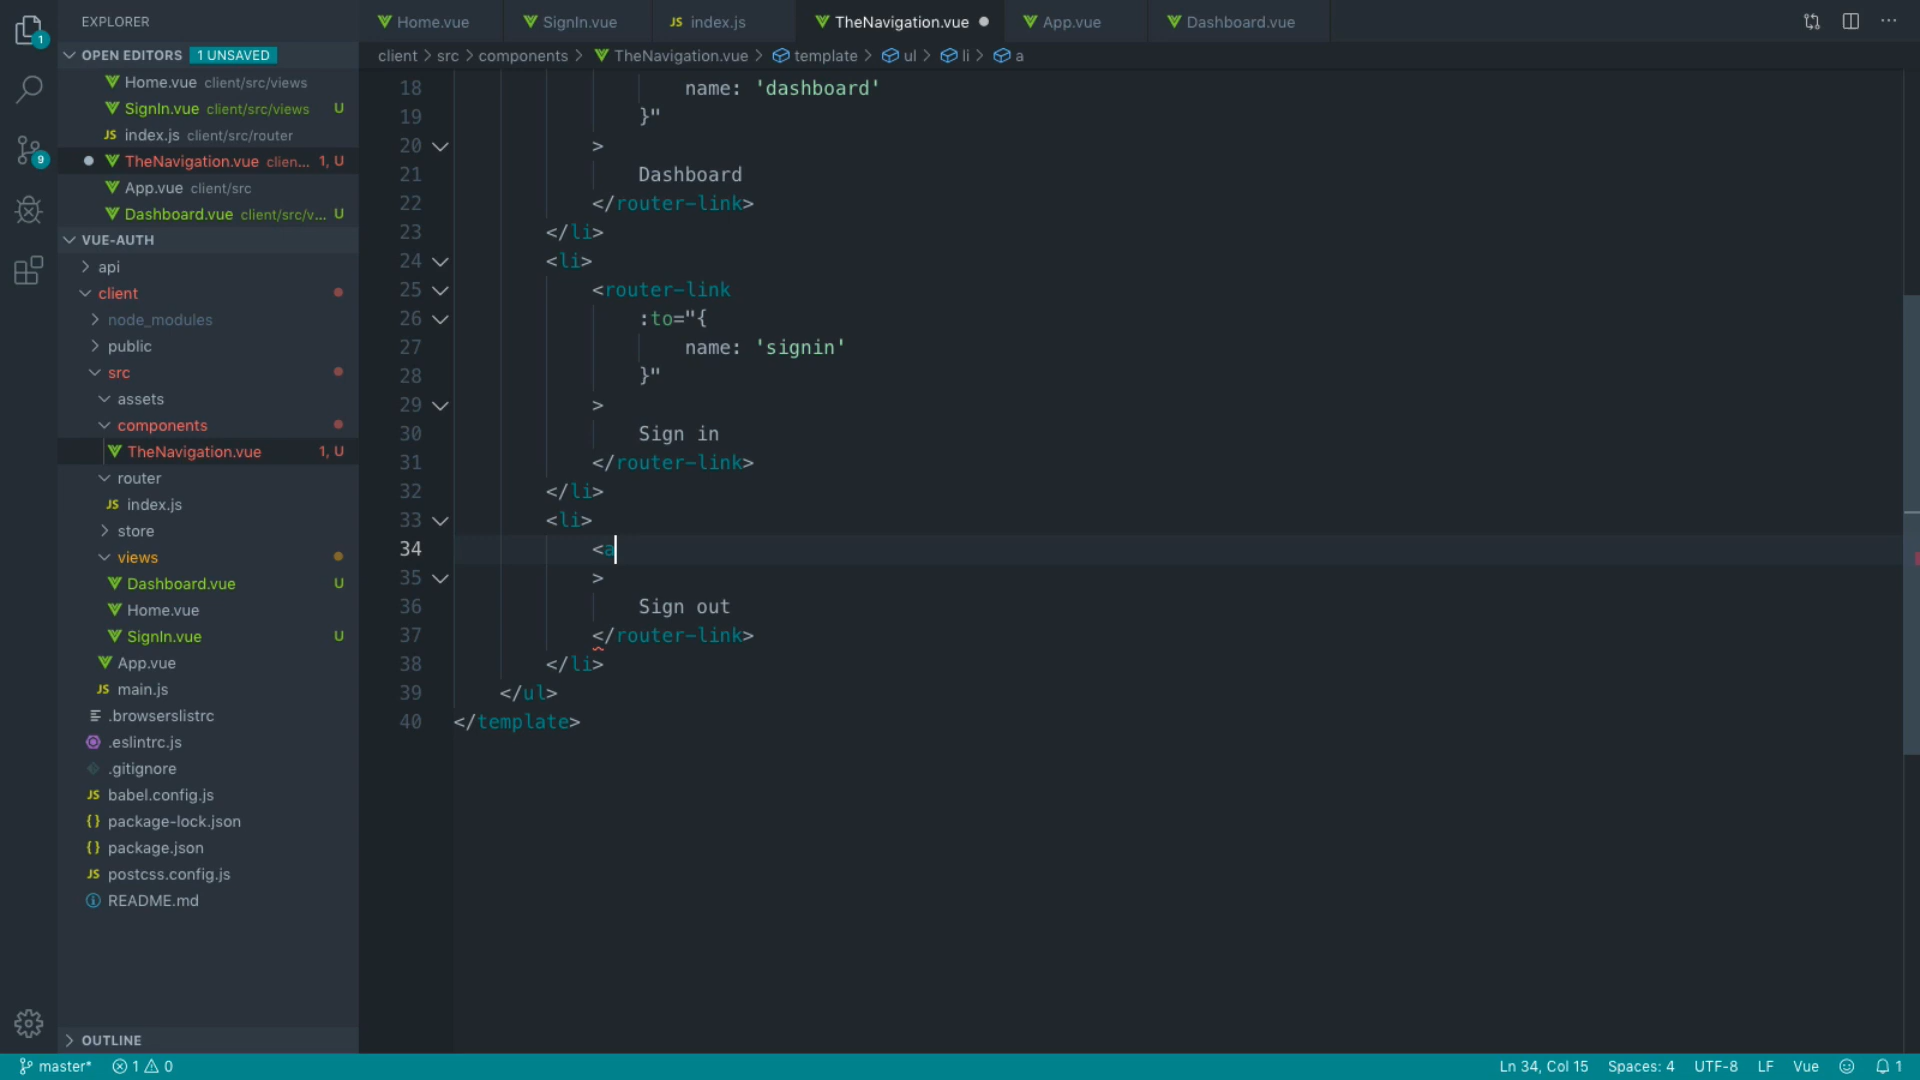 EXPLORER
Home.vue
SignIn.vue
JS index.js
TheNavigation.vue
App.vue
Dashboard.vue
1
OPEN EDITORS 1 UNSAVED
client > src > components > TheNavigation.vue > template > ul > li > a
Home.vue client/src/views
SignIn.vue client/src/views U
JS index.js client/src/router
TheNavigation.vue clien... 1, U
App.vue client/src
Dashboard.vue client/src/v... U
9
VUE-AUTH
api
client
node_modules
public
src
assets
components
TheNavigation.vue 1, U
router
JS index.js
store
views
Dashboard.vue U
Home.vue
SignIn.vue U
App.vue
JS main.js
.browserslistrc
.eslintrc.js
.gitignore
JS babel.config.js
{} package-lock.json
{} package.json
JS postcss.config.js
README.md
OUTLINE
18 name: 'dashboard'
19 }"
20 >
21 Dashboard
22 </router-link>
23 </li>
24 <li>
25 <router-link
26 :to="{
27 name: 'signin'
28 }"
29 >
30 Sign in
31 </router-link>
32 </li>
33 <li>
34 <a
35 >
36 Sign out
37 </router-link>
38 </li>
39 </ul>
40 </template>
master* 1 0
Ln 34, Col 15 Spaces: 4 UTF-8 LF Vue 1